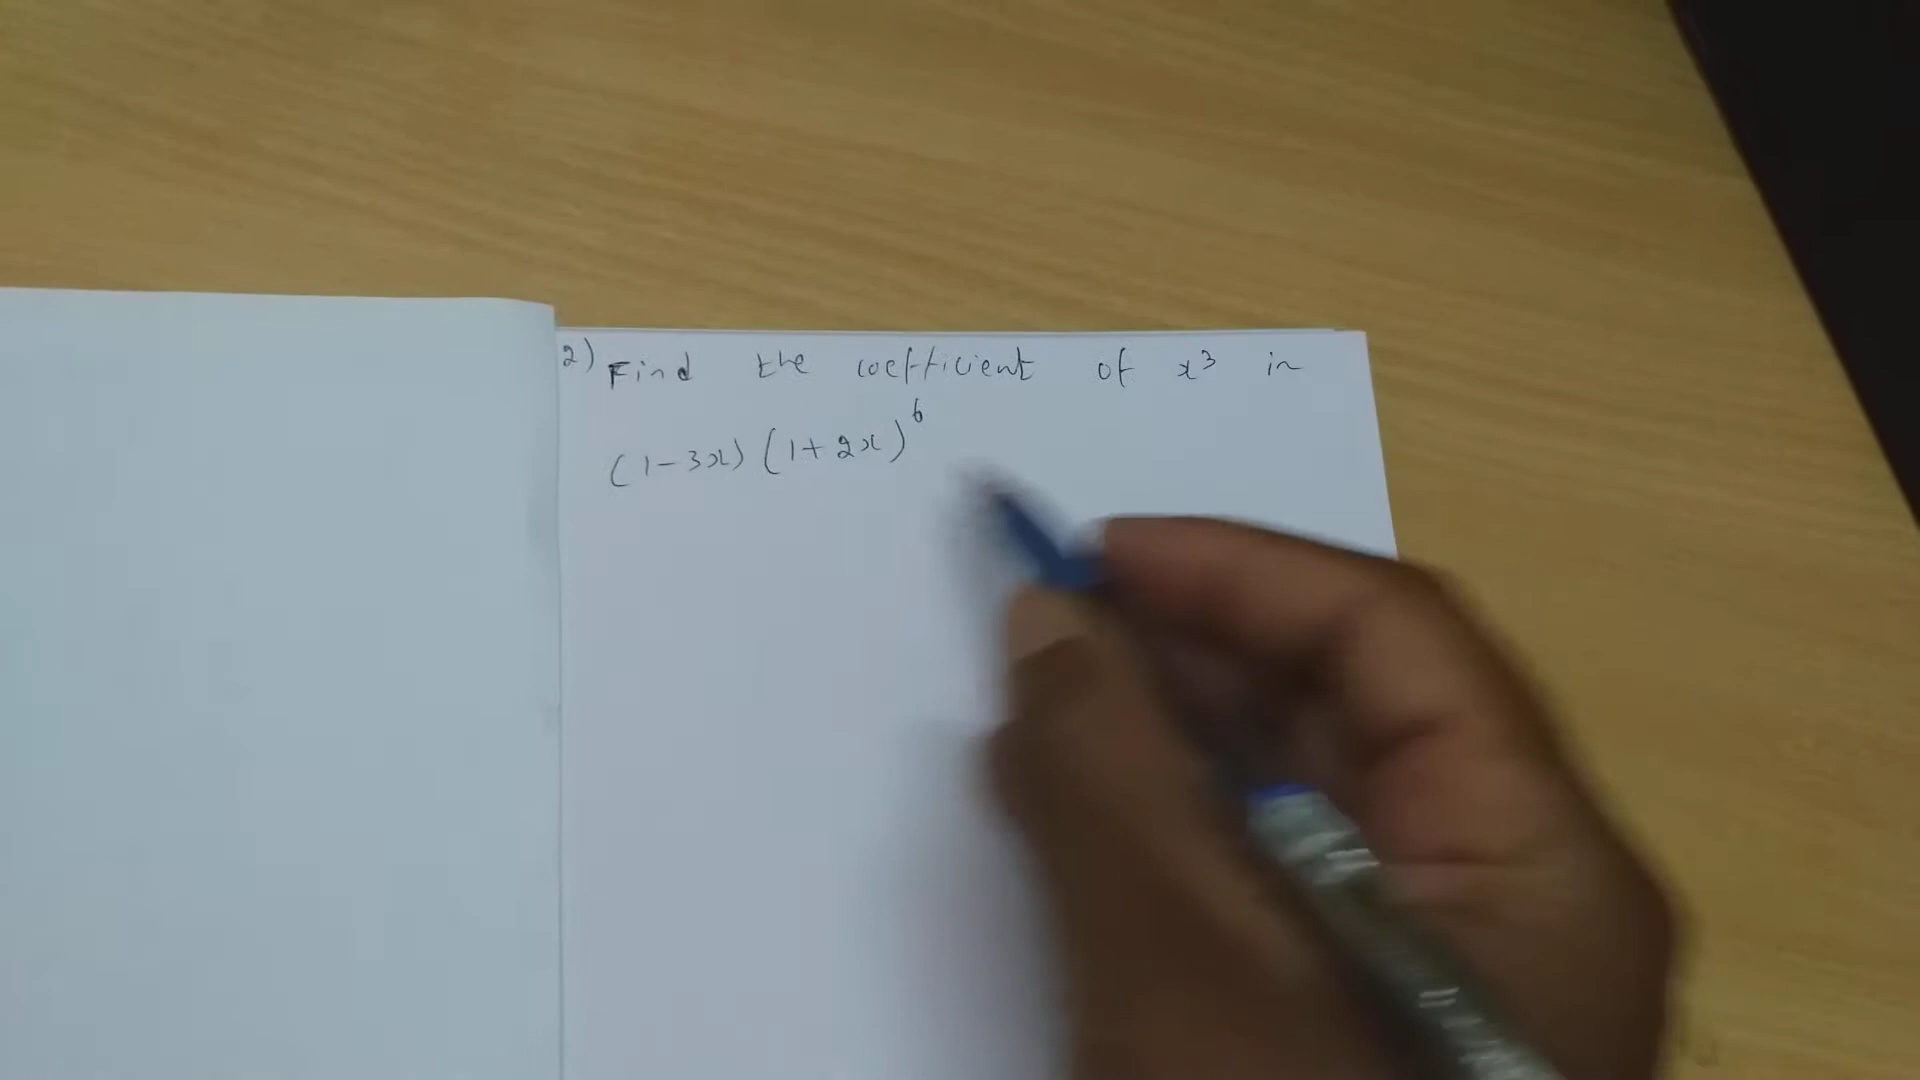 2) Find the coefficient of x³ in
(1-3x) (1+2x)⁶